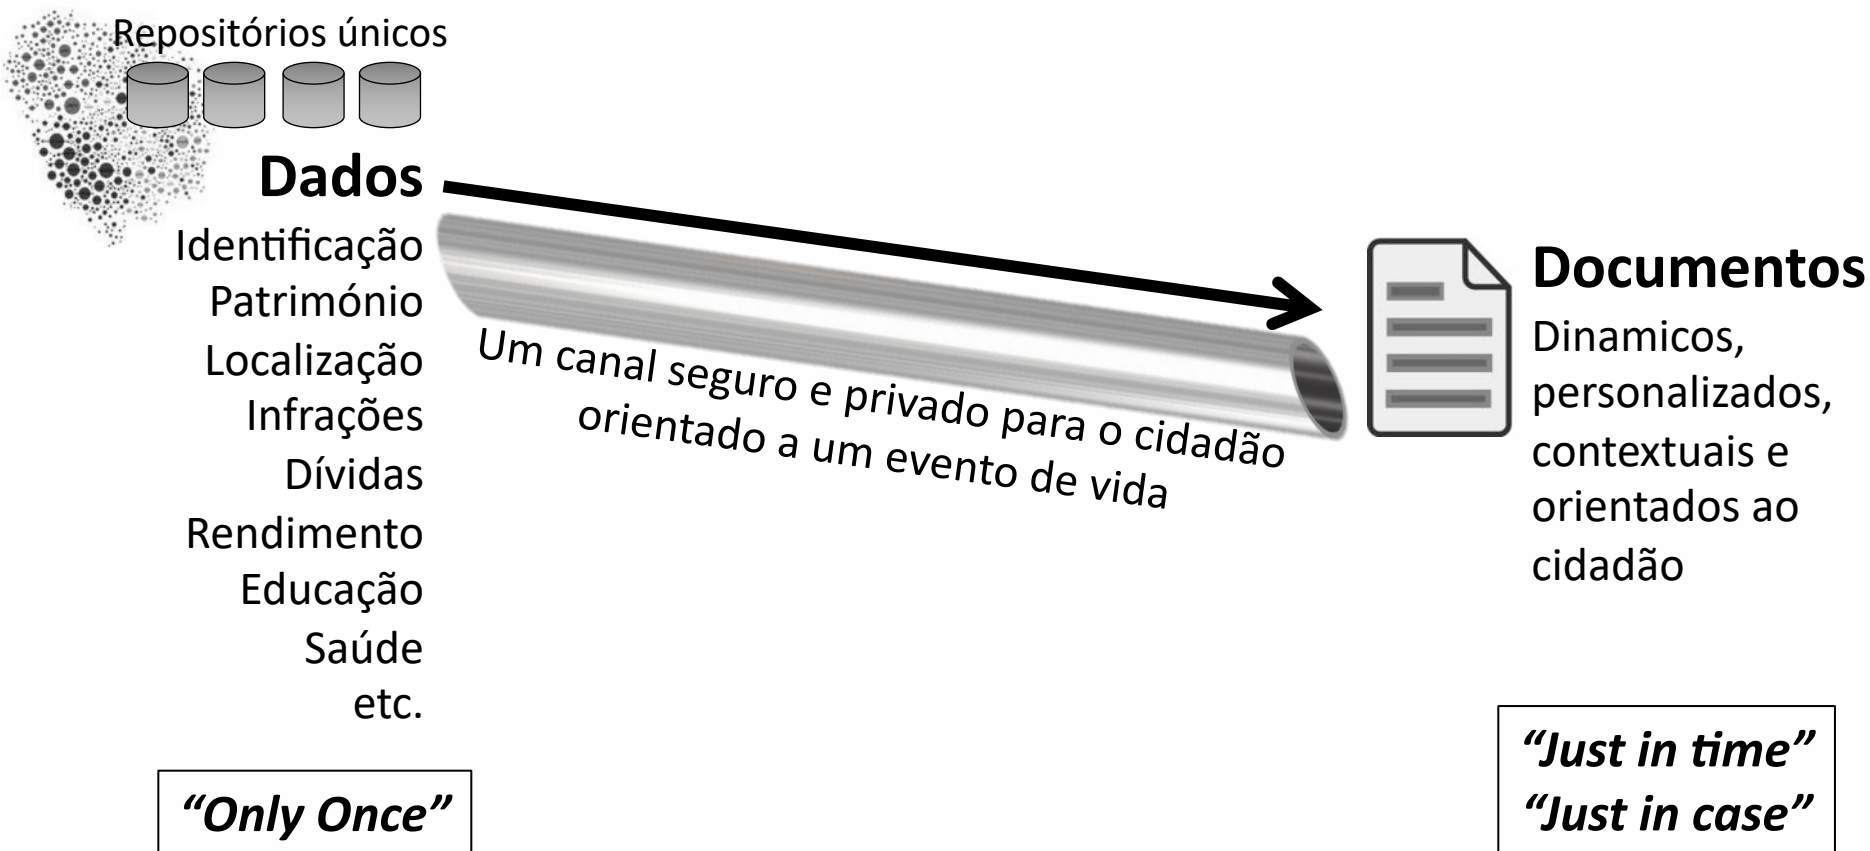 Repositórios únicos
Dados
Identificação
Património
Localização
Infrações
Dívidas
Rendimento
Educação
Saúde
etc.
“Only Once”
Um canal seguro e privado para o cidadão
orientado a um evento de vida
Documentos
Dinamicos,
personalizados,
contextuais e
orientados ao
cidadão
“Just in time”
“Just in case”